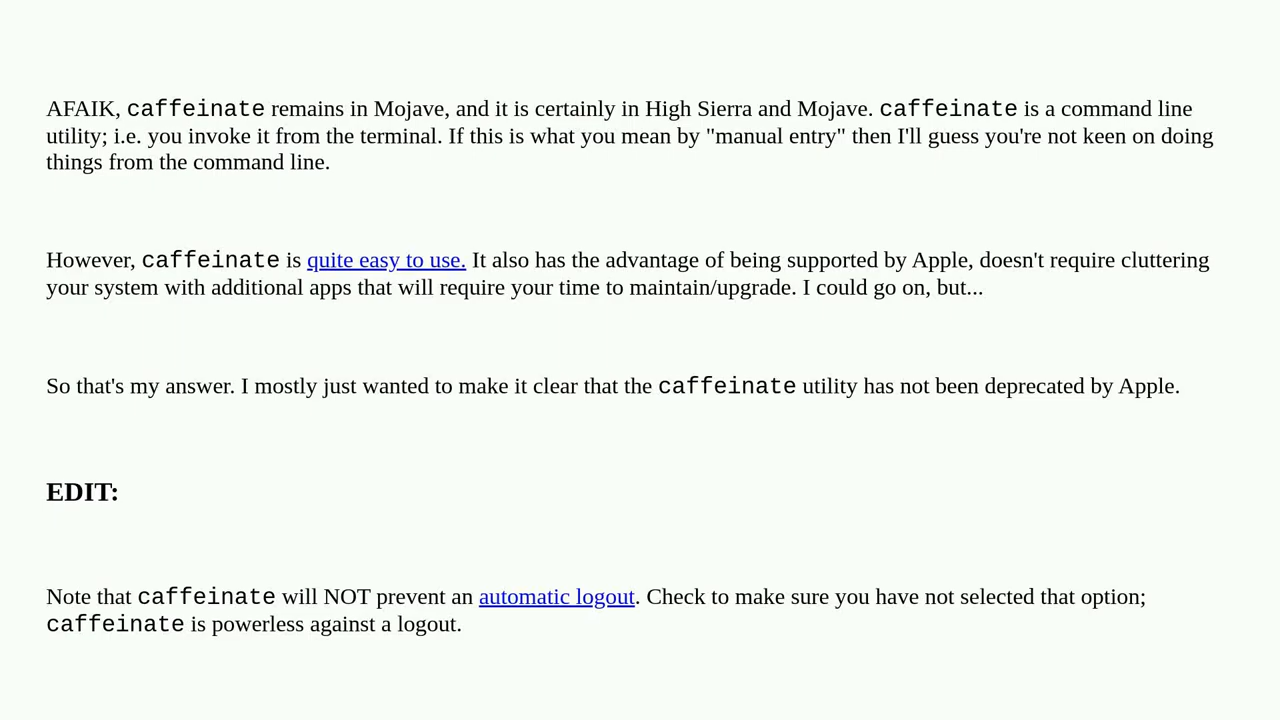 AFAIK, caffeinate remains in Mojave, and it is certainly in High Sierra and Mojave. caffeinate is a command line
utility; i.e. you invoke it from the terminal. If this is what you mean by "manual entry" then I'll guess you're not keen on doing
things from the command line.
However, caffeinate is quite easy to use. It also has the advantage of being supported by Apple, doesn't require cluttering
your system with additional apps that will require your time to maintain/upgrade. I could go on, but...
So that's my answer. I mostly just wanted to make it clear that the caffeinate utility has not been deprecated by Apple.
EDIT:
Note that caffeinate will NOT prevent an automatic logout. Check to make sure you have not selected that option;
caffeinate is powerless against a logout.